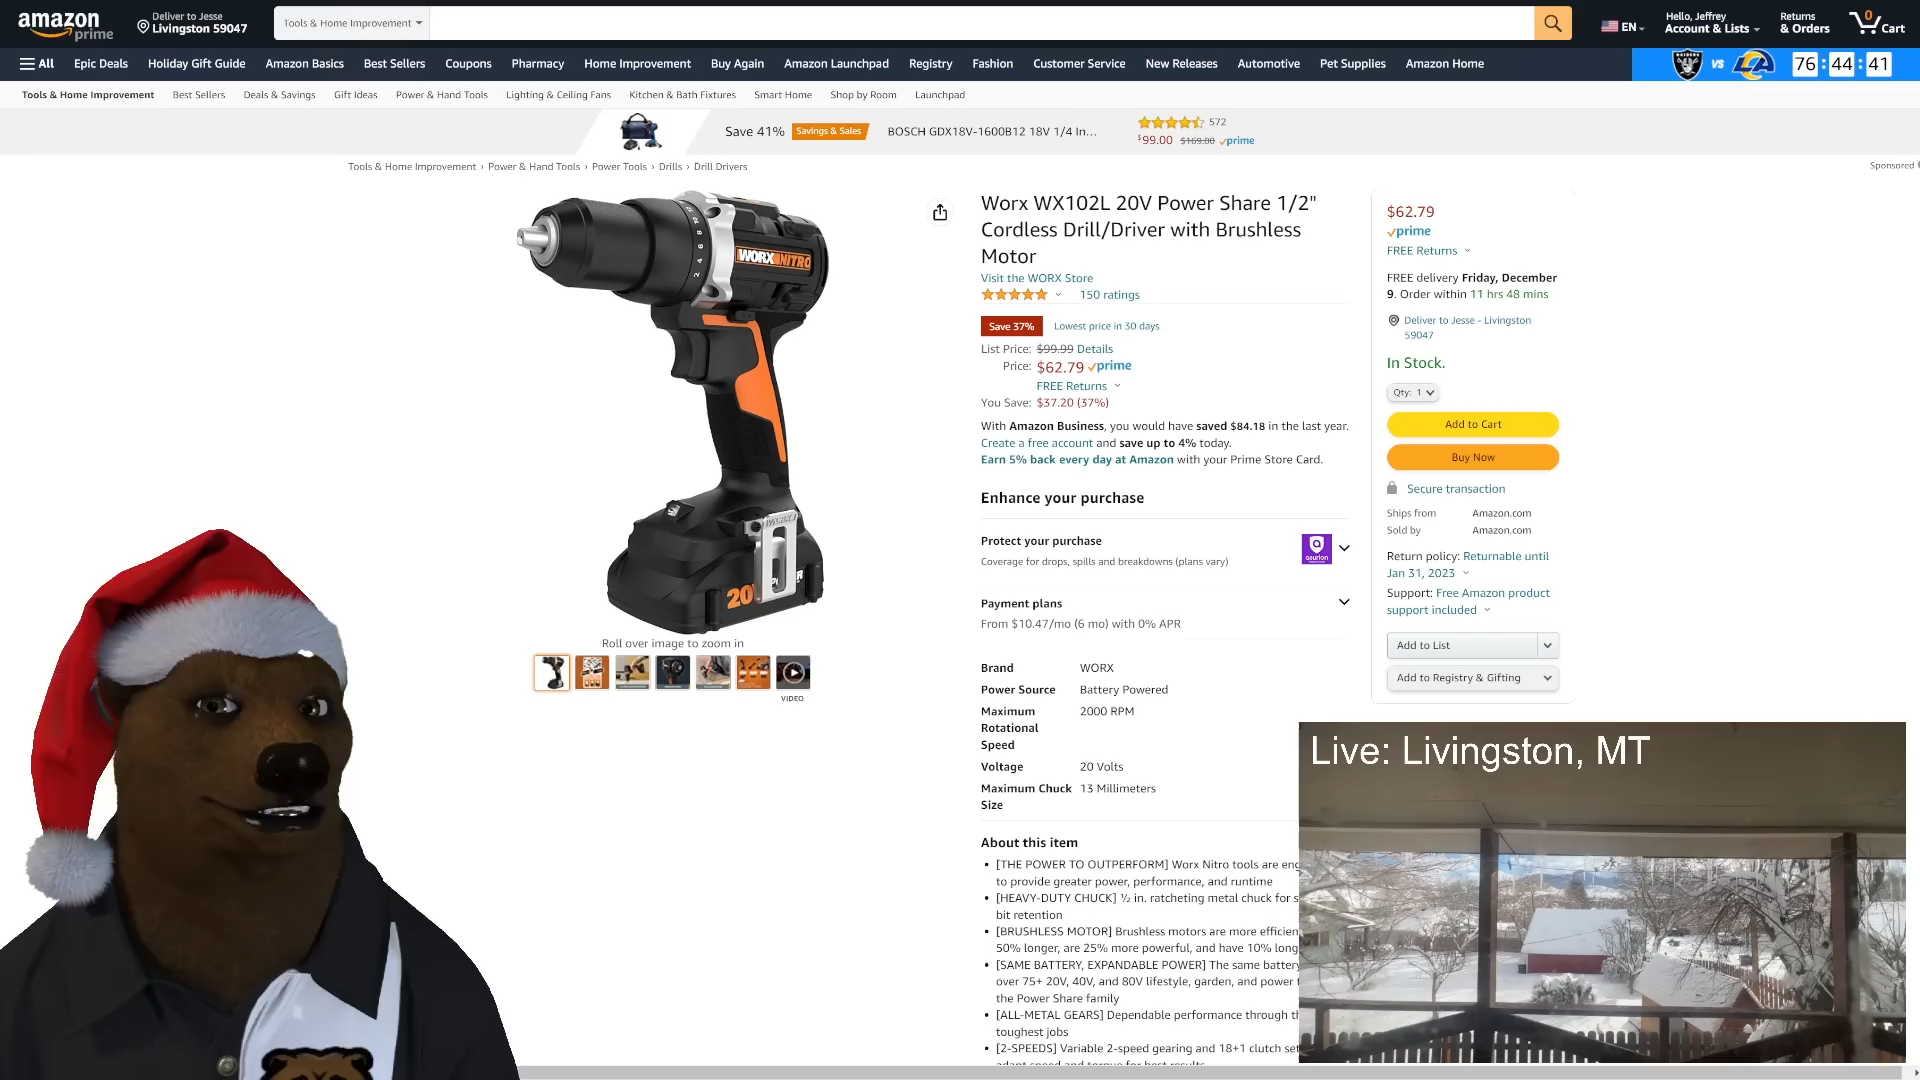 amazon
prime
Deliver to Jesse
Livingston 59047
Tools & Home Improvement
EN
Hello, Jeffrey
Account & Lists
Returns
& Orders
0
Cart
All
Epic Deals
Holiday Gift Guide
Amazon Basics
Best Sellers
Coupons
Pharmacy
Home Improvement
Buy Again
Amazon Launchpad
Registry
Fashion
Customer Service
New Releases
Automotive
Pet Supplies
Amazon Home
RAIDERS
VS
76 : 44 : 41
Tools & Home Improvement
Best Sellers
Deals & Savings
Gift Ideas
Power & Hand Tools
Lighting & Ceiling Fans
Kitchen & Bath Fixtures
Smart Home
Shop by Room
Launchpad
Save 41%
Savings & Sales
BOSCH GDX18V-1600B12 18V 1/4 In...
572
$99.00 $169.00 prime
Tools & Home Improvement › Power & Hand Tools › Power Tools › Drills › Drill Drivers
Sponsored
WORX NITRO
2 4 6 8 10
20
Roll over image to zoom in
VIDEO
Worx WX102L 20V Power Share 1/2"
Cordless Drill/Driver with Brushless
Motor
Visit the WORX Store
150 ratings
Save 37%
Lowest price in 30 days
List Price: $99.99 Details
Price: $62.79 prime
FREE Returns
You Save: $37.20 (37%)
With Amazon Business, you would have saved $84.18 in the last year.
Create a free account and save up to 4% today.
Earn 5% back every day at Amazon with your Prime Store Card.
Enhance your purchase
Protect your purchase
Coverage for drops, spills and breakdowns (plans vary)
asurion
Payment plans
From $10.47/mo (6 mo) with 0% APR
Brand WORX
Power Source Battery Powered
Maximum 2000 RPM
Rotational
Speed
Voltage 20 Volts
Maximum Chuck 13 Millimeters
Size
About this item
• [THE POWER TO OUTPERFORM] Worx Nitro tools are eng
to provide greater power, performance, and runtime
• [HEAVY-DUTY CHUCK] ½ in. ratcheting metal chuck for s
bit retention
• [BRUSHLESS MOTOR] Brushless motors are more efficien
50% longer, are 25% more powerful, and have 10% long
• [SAME BATTERY, EXPANDABLE POWER] The same battery
over 75+ 20V, 40V, and 80V lifestyle, garden, and power t
the Power Share family
• [ALL-METAL GEARS] Dependable performance through th
toughest jobs
• [2-SPEEDS] Variable 2-speed gearing and 18+1 clutch set
adapt speed and torque for best results
$62.79
prime
FREE Returns
FREE delivery Friday, December
9. Order within 11 hrs 48 mins
Deliver to Jesse - Livingston
59047
In Stock.
Qty: 1
Add to Cart
Buy Now
Secure transaction
Ships from Amazon.com
Sold by Amazon.com
Return policy: Returnable until
Jan 31, 2023
Support: Free Amazon product
support included
Add to List
Add to Registry & Gifting
Live: Livingston, MT